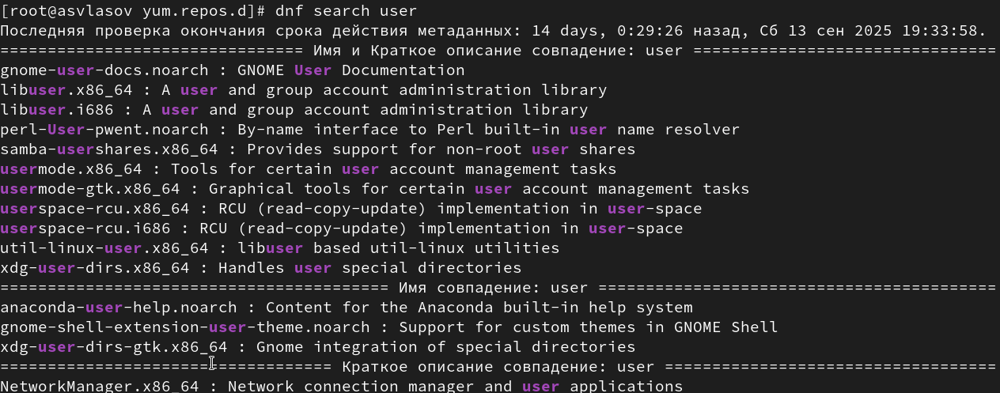 [root@asvlasov yum.repos.d]# dnf search user
Последняя проверка окончания срока действия метаданных: 14 days, 0:29:26 назад, Сб 13 сен 2025 19:33:58.
================================ Имя и Краткое описание совпадение: user ================================
gnome-user-docs.noarch : GNOME User Documentation
libuser.x86_64 : A user and group account administration library
libuser.i686 : A user and group account administration library
perl-User-pwent.noarch : By-name interface to Perl built-in user name resolver
samba-usershares.x86_64 : Provides support for non-root user shares
usermode.x86_64 : Tools for certain user account management tasks
usermode-gtk.x86_64 : Graphical tools for certain user account management tasks
userspace-rcu.x86_64 : RCU (read-copy-update) implementation in user-space
userspace-rcu.i686 : RCU (read-copy-update) implementation in user-space
util-linux-user.x86_64 : libuser based util-linux utilities
xdg-user-dirs.x86_64 : Handles user special directories
========================================= Имя совпадение: user ==========================================
anaconda-user-help.noarch : Content for the Anaconda built-in help system
gnome-shell-extension-user-theme.noarch : Support for custom themes in GNOME Shell
xdg-user-dirs-gtk.x86_64 : Gnome integration of special directories
=================================== Краткое описание совпадение: user ===================================
NetworkManager.x86_64 : Network connection manager and user applications